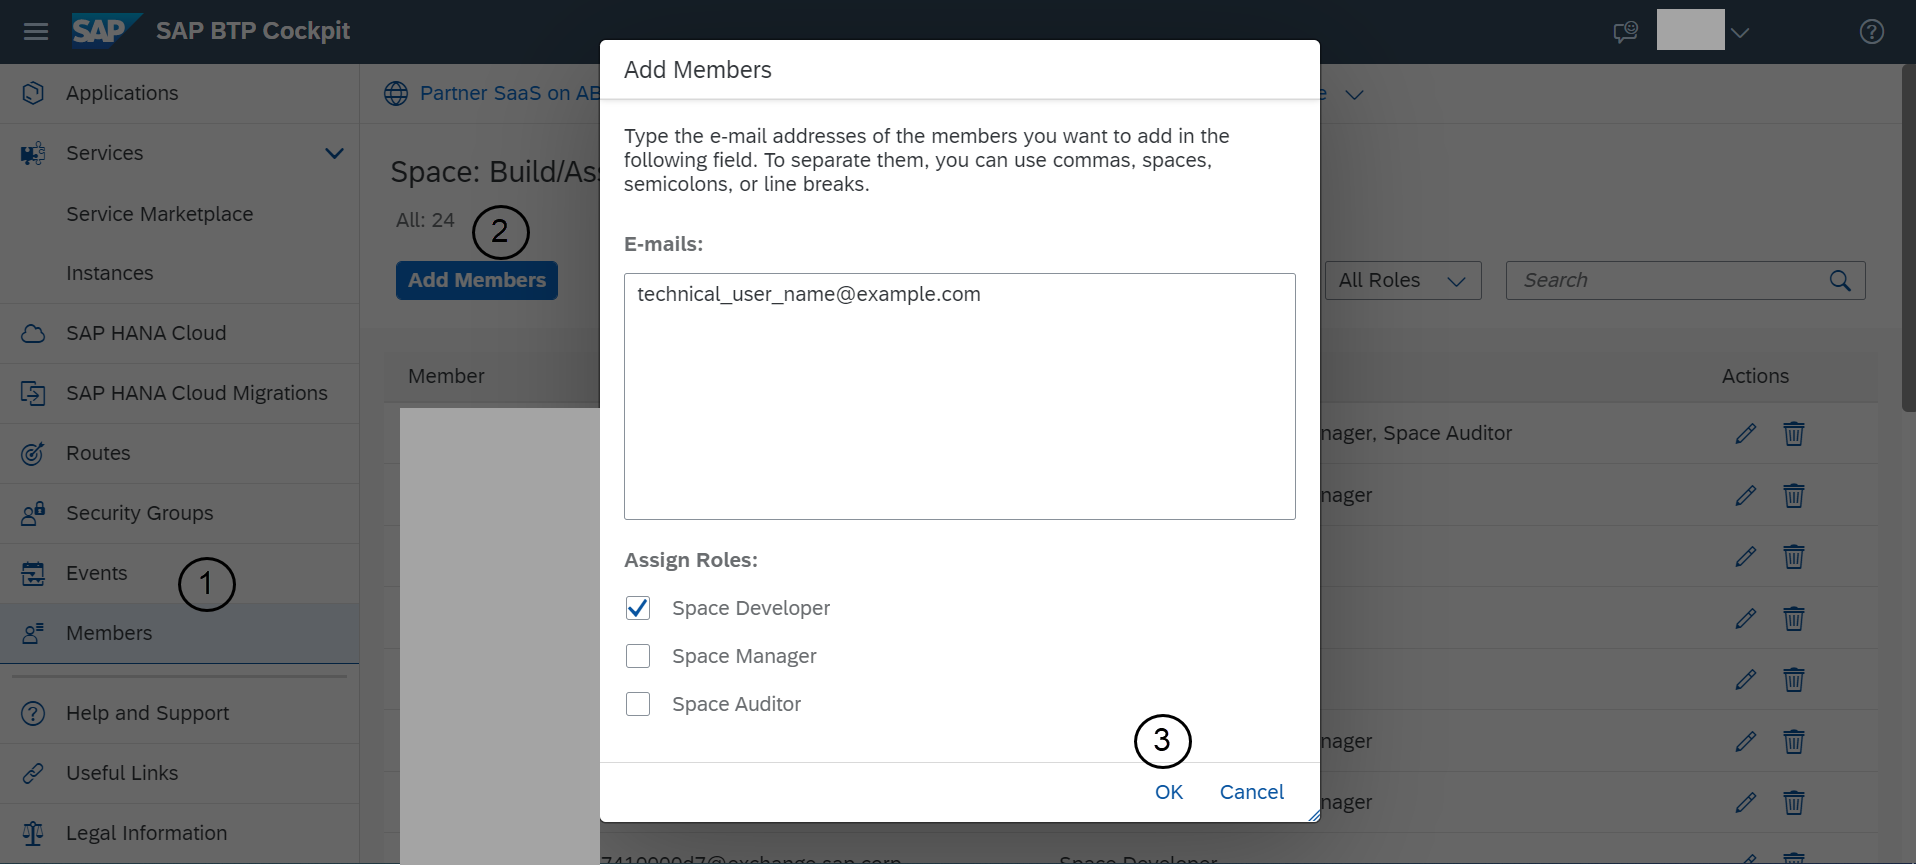 SAP SAP BTP Cockpit
Applications
Services
Service Marketplace
Instances
SAP HANA Cloud
SAP HANA Cloud Migrations
Routes
Security Groups
Events
1
Members
Help and Support
Useful Links
Legal Information
Partner SaaS on AB
e
Space: Build/Ass
All: 24
2
Add Members
All Roles
Search
Member
Actions
nager, Space Auditor
nager
nager
nager
Space Developer
Add Members
Type the e-mail addresses of the members you want to add in the
following field. To separate them, you can use commas, spaces,
semicolons, or line breaks.
E-mails:
technical_user_name@example.com
Assign Roles:
Space Developer
Space Manager
Space Auditor
3
OK Cancel